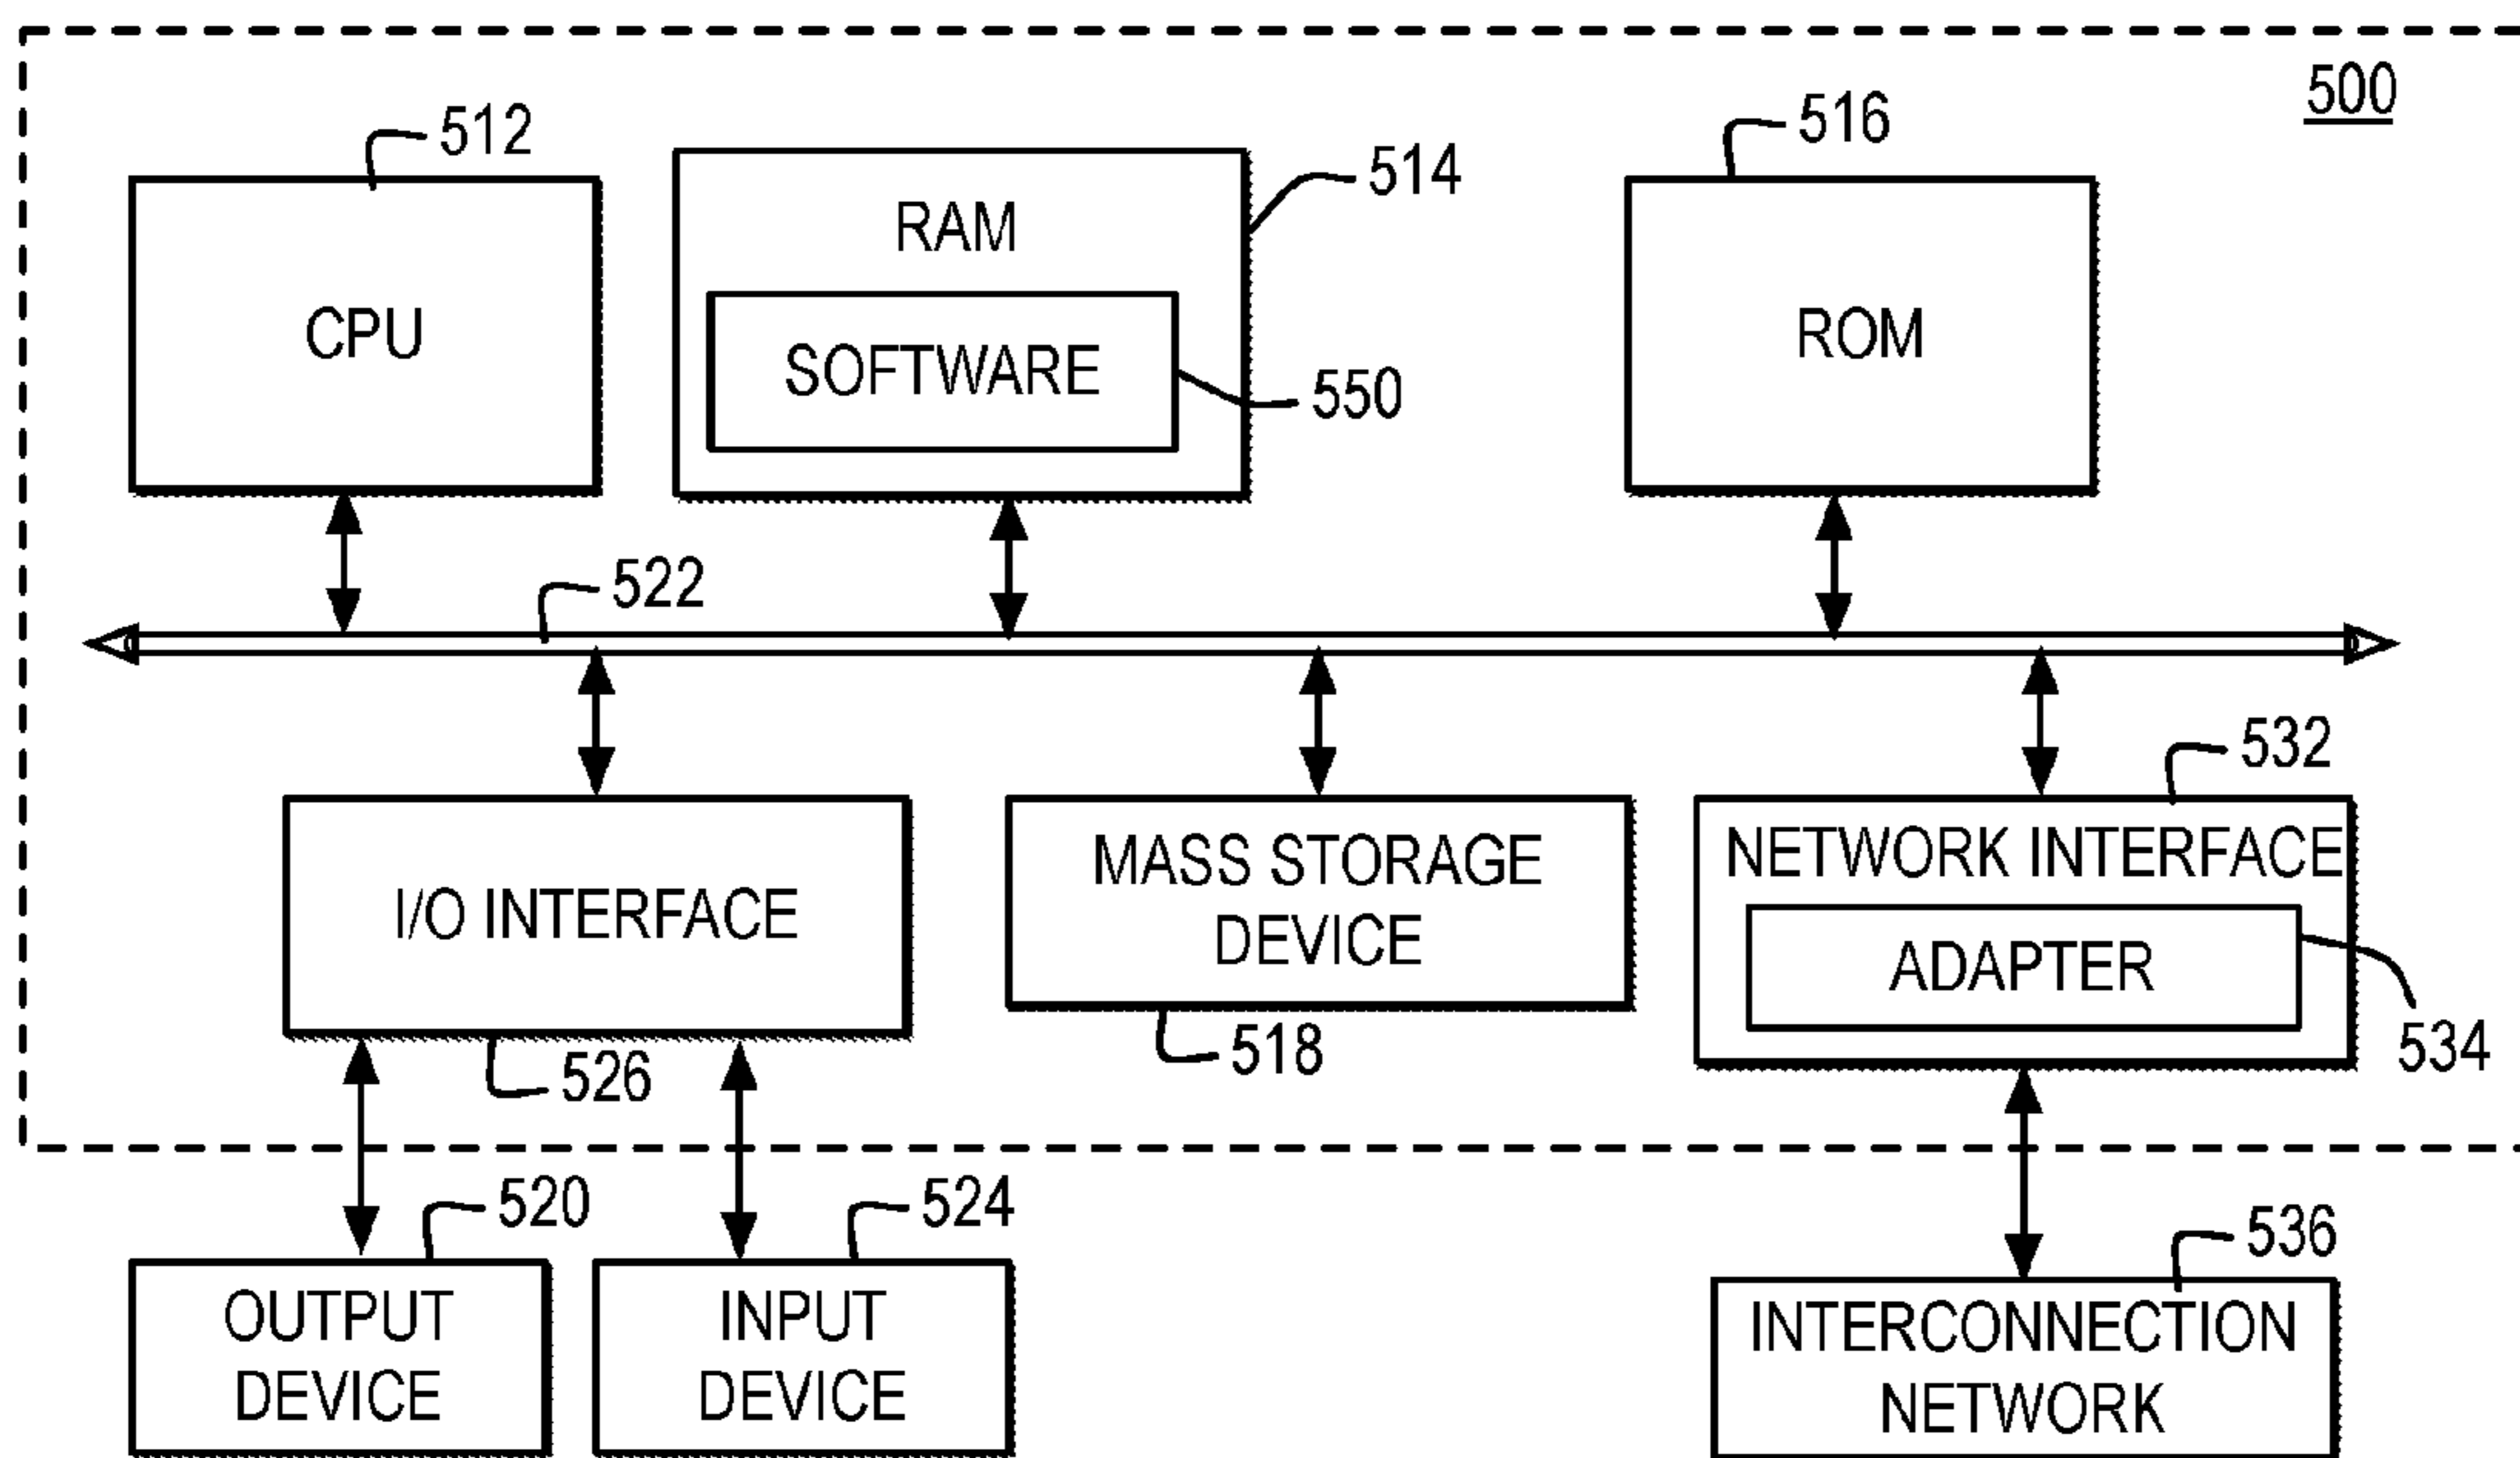 500
512
516
514
RAM
CPU
SOFTWARE
ROM
550
522
532
NETWORK INTERFACE
MASS STORAGE
DEVICE
I/O INTERFACE
ADAPTER
534
518
526
520
524
536
OUTPUT
DEVICE
INPUT
DEVICE
INTERCONNECTION
NETWORK